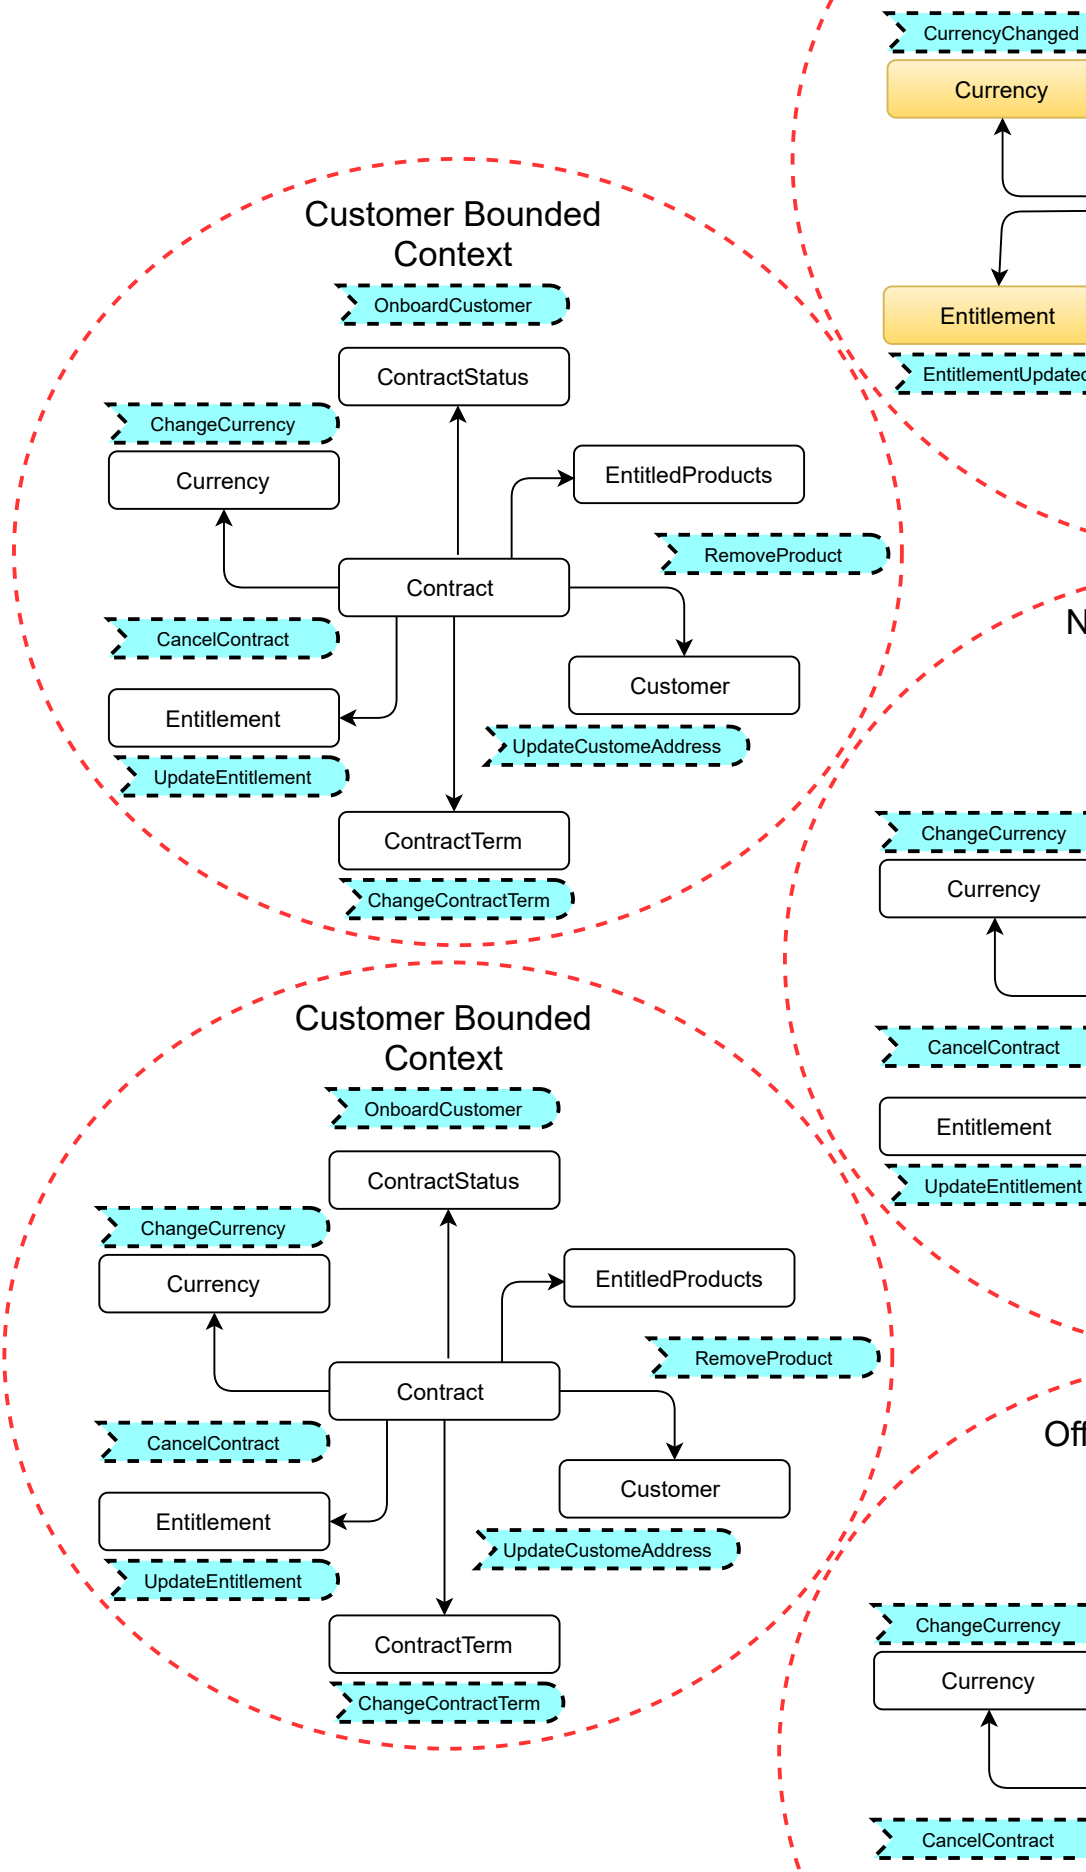 CurrencyChanged
Currency
Entitlement
EntitlementUpdated
Customer Bounded
Context
OnboardCustomer
ContractStatus
ChangeCurrency
Currency
EntitledProducts
RemoveProduct
Contract
CancelContract
Customer
Entitlement
UpdateCustomeAddress
UpdateEntitlement
ContractTerm
ChangeContractTerm
N
ChangeCurrency
Currency
CancelContract
Entitlement
UpdateEntitlement
Customer Bounded
Context
OnboardCustomer
ContractStatus
ChangeCurrency
Currency
EntitledProducts
RemoveProduct
Contract
CancelContract
Customer
Entitlement
UpdateCustomeAddress
UpdateEntitlement
ContractTerm
ChangeContractTerm
Off
ChangeCurrency
Currency
CancelContract